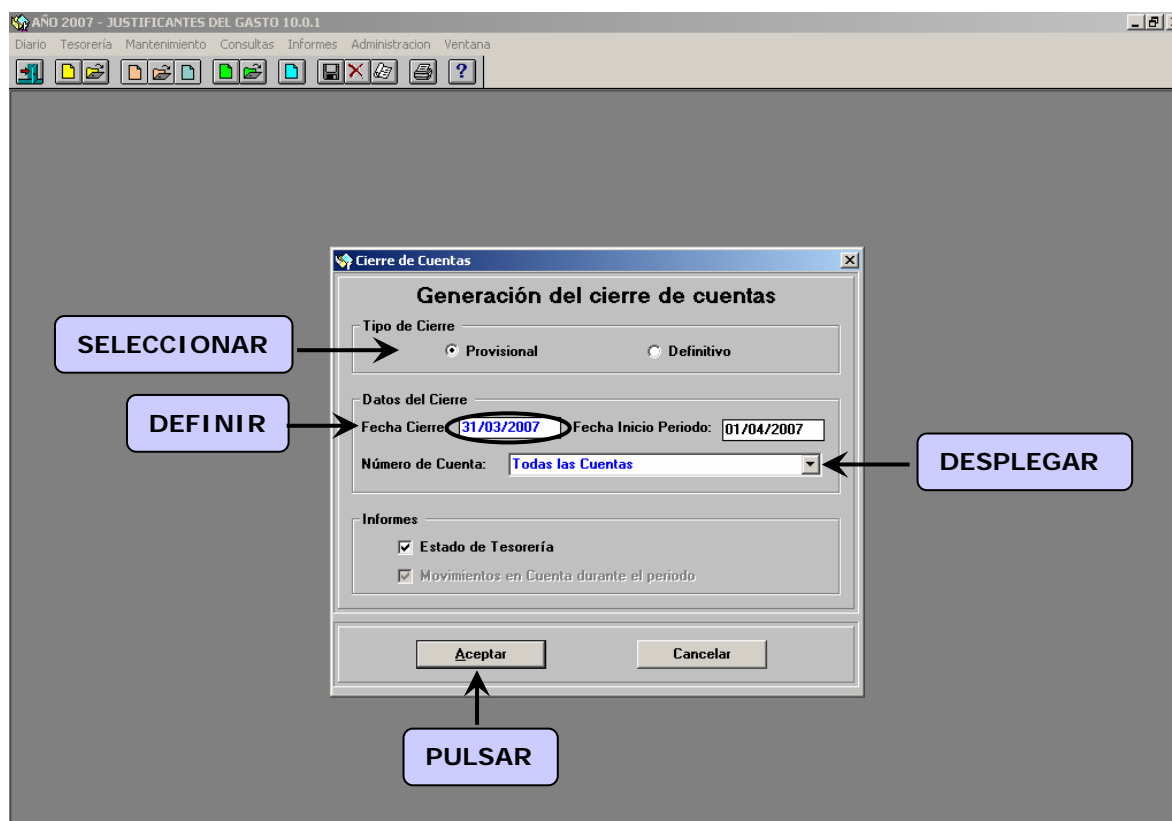 AÑO 2007 - JUSTIFICANTES DEL GASTO 10.0.1
Diario Tesorería Mantenimiento Consultas Informes Administracion Ventana
?
Cierre de Cuentas
Generación del cierre de cuentas
Tipo de Cierre
SELECCIONAR
Provisional Definitivo
Datos del Cierre
DEFINIR
Fecha Cierre 31/03/2007 Fecha Inicio Periodo: 01/04/2007
Número de Cuenta: Todas las Cuentas
DESPLEGAR
Informes
Estado de Tesorería
Movimientos en Cuenta durante el periodo
Aceptar Cancelar
PULSAR